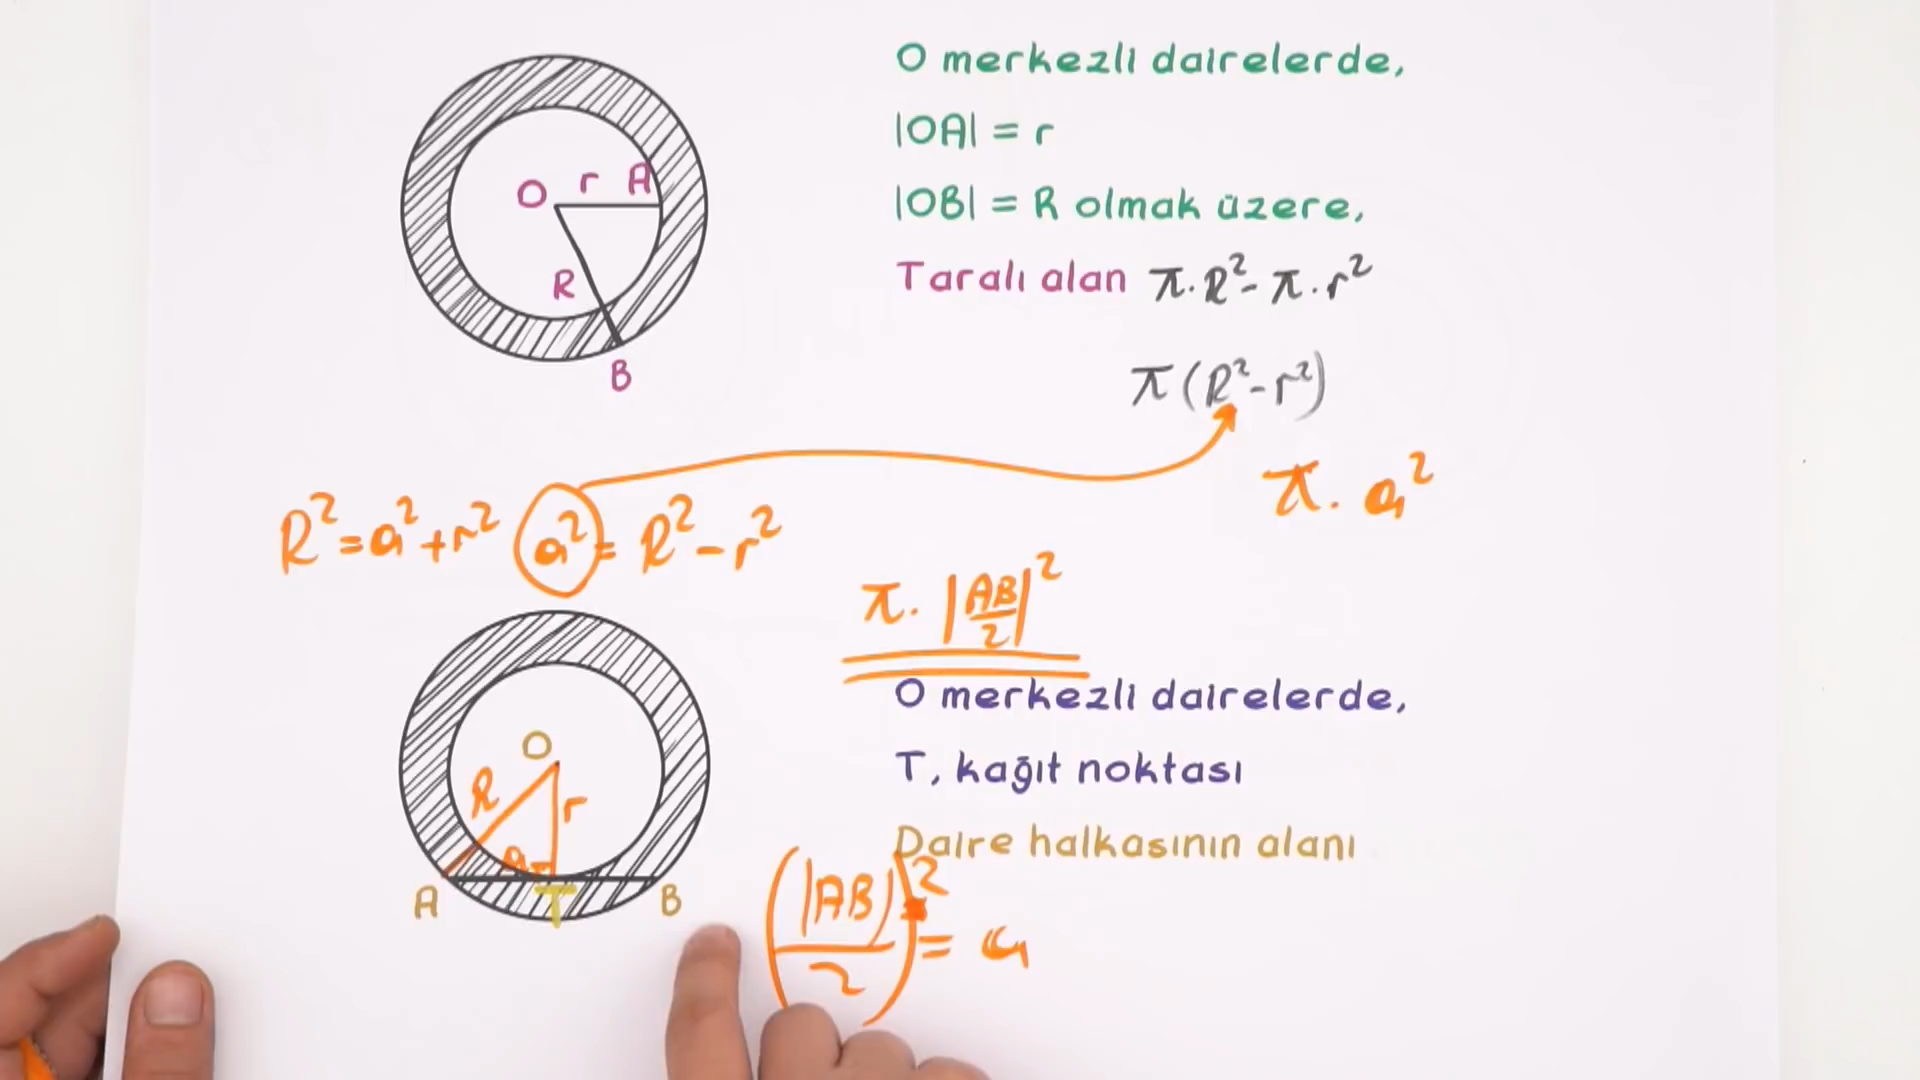 O merkezli dairelerde,
|OA| = r
O r A
|OB| = R olmak üzere,
R
Taralı alan π.R²- π.r²
B
π(R²-r²)
π.a²
R²=a²+r² a²= R²-r²
π.|AB/2|²
O merkezli dairelerde,
O
T, kağıt noktası
R r
Daire halkasının alanı
a
A T B
(|AB|/2)²= a